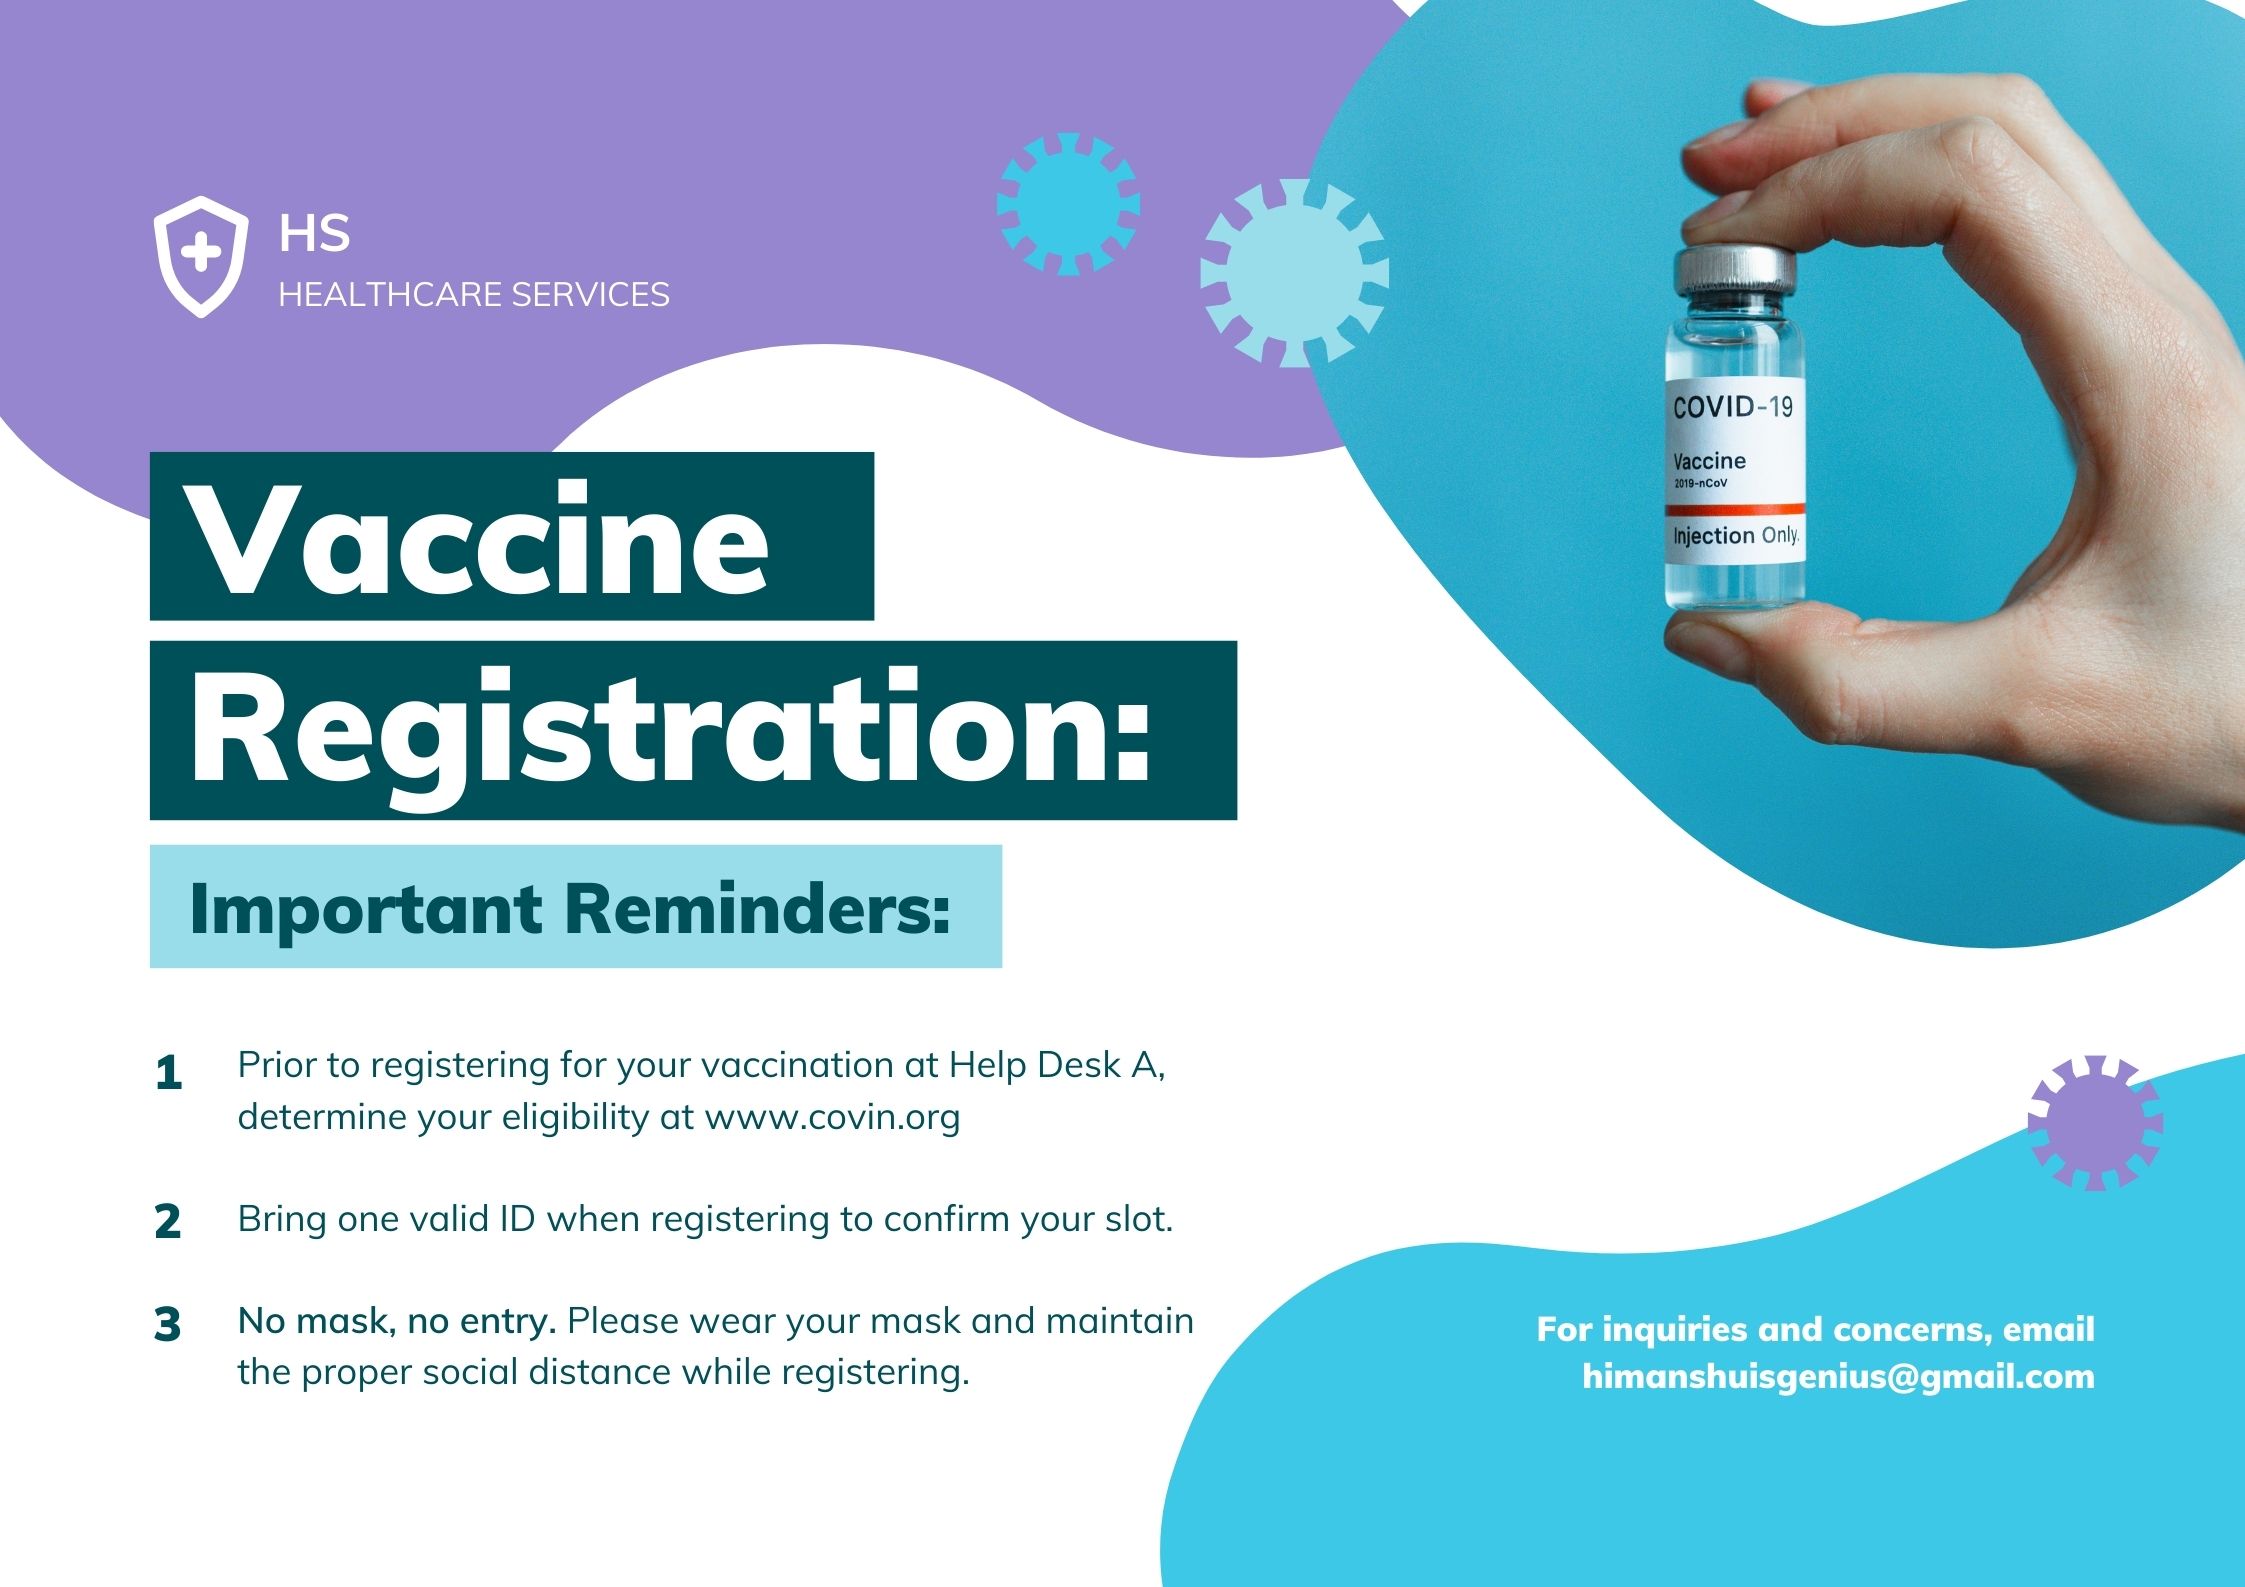 HS
HEALTHCARE SERVICES
COVID-19
Vaccine
2019-nCoV
Injection Only.
Vaccine
Registration:
Important Reminders:
1 Prior to registering for your vaccination at Help Desk A,
determine your eligibility at www.covin.org
2 Bring one valid ID when registering to confirm your slot.
3 No mask, no entry. Please wear your mask and maintain
the proper social distance while registering.
For inquiries and concerns, email
himanshuisgenius@gmail.com